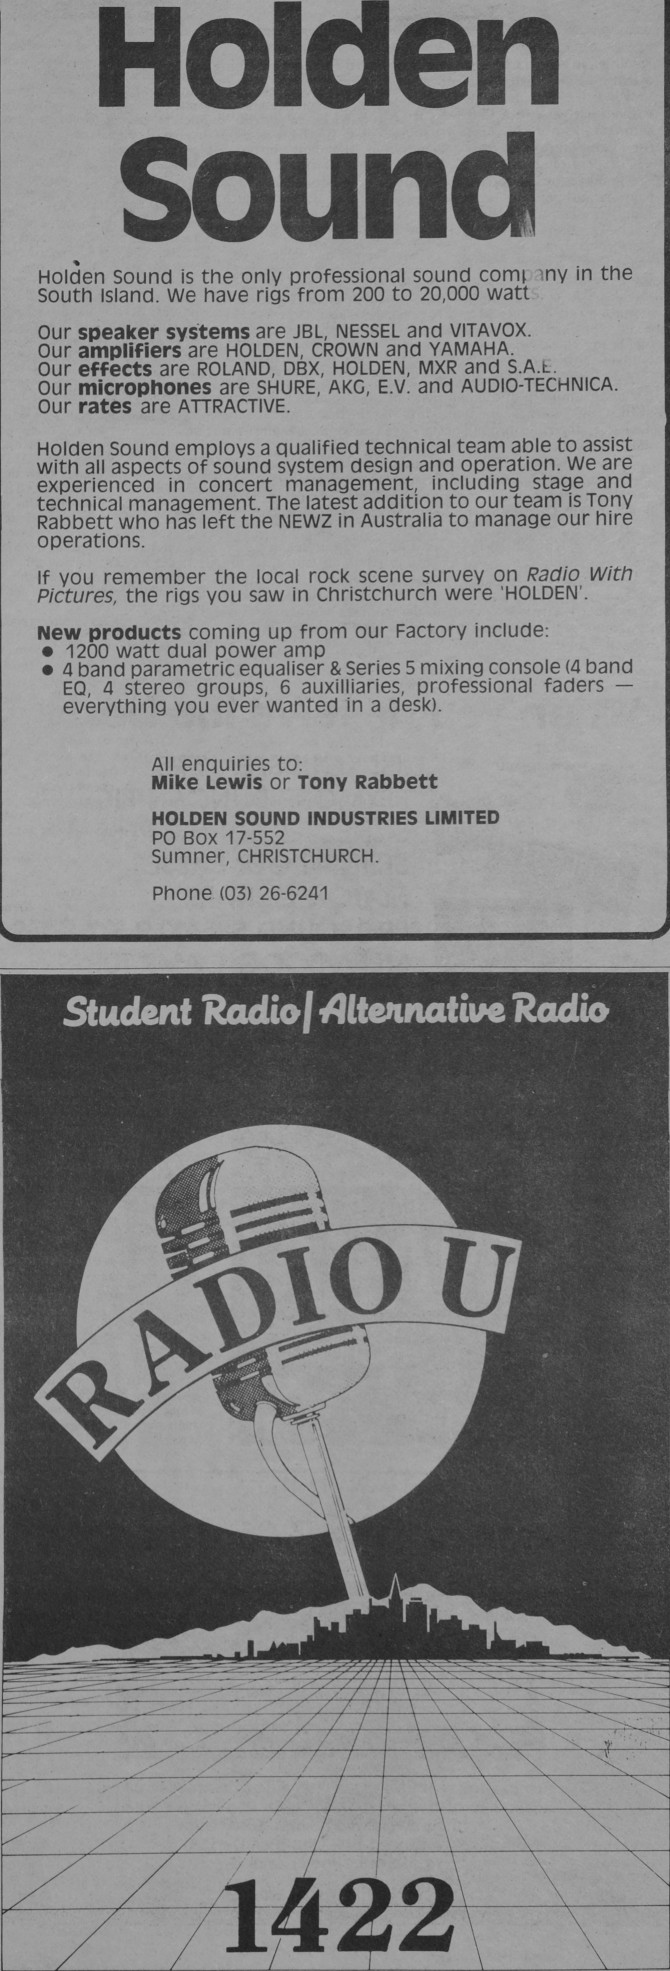 Holden
Sound
Holden Sound is the only professional sound company in the
South Island. We have rigs from 200 to 20,000 watts.
Our speaker systems are JBL, NESSEL and VITAVOX.
Our amplifiers are HOLDEN, CROWN and YAMAHA.
Our effects are ROLAND, DBX, HOLDEN, MXR and S.A.E.
Our microphones are SHURE, AKG, E.V. and AUDIO-TECHNICA.
Our rates are ATTRACTIVE.
Holden Sound employs a qualified technical team able to assist
with all aspects of sound system design and operation. We are
experienced in concert management, including stage and
technical management. The latest addition to our team is Tony
Rabbett who has left the NEWZ in Australia to manage our hire
operations.
If you remember the local rock scene survey on Radio With
Pictures, the rigs you saw in Christchurch were 'HOLDEN'.
New products coming up from our Factory include:
● 1200 watt dual power amp
● 4 band parametric equaliser & Series 5 mixing console (4 band
EQ, 4 stereo groups, 6 auxilliaries, professional faders —
everything you ever wanted in a desk).
All enquiries to:
Mike Lewis or Tony Rabbett
HOLDEN SOUND INDUSTRIES LIMITED
PO Box 17-552
Sumner, CHRISTCHURCH.
Phone (03) 26-6241
Student Radio | Alternative Radio
RADIO U
1422